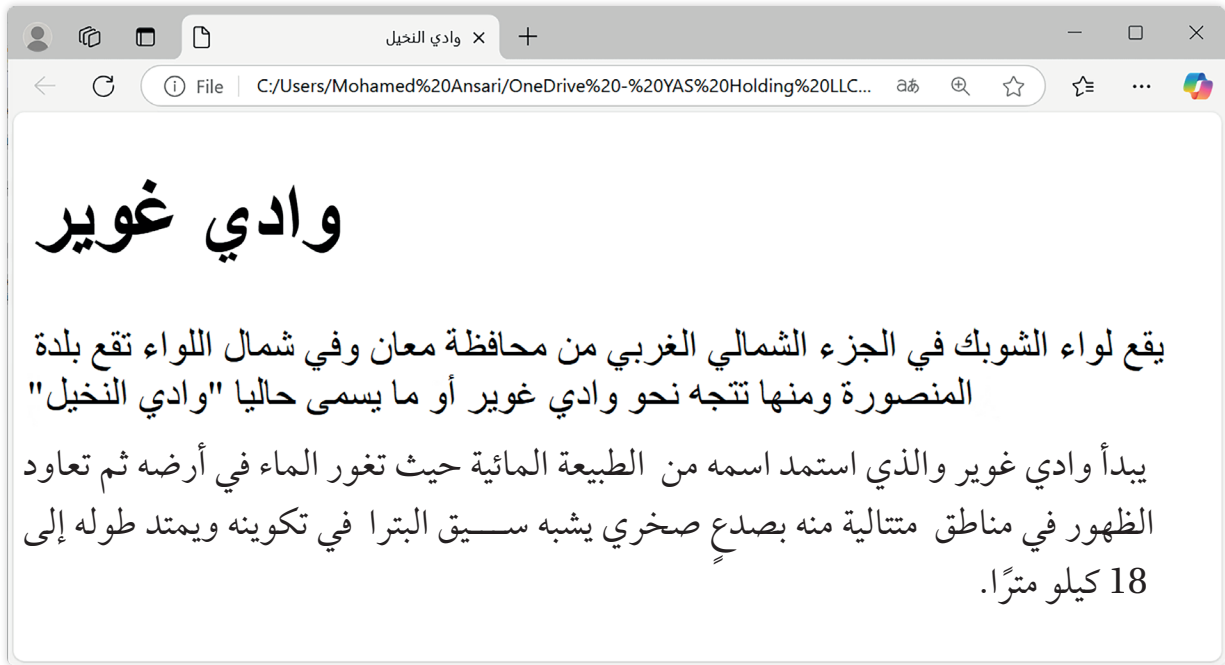 وادي النخيل
File
C:/Users/Mohamed%20Ansari/OneDrive%20-%20YAS%20Holding%20LLC...
aあ
وادي غوير
يقع لواء الشوبك في الجزء الشمالي الغربي من محافظة معان وفي شمال اللواء تقع بلدة
المنصورة ومنها تتجه نحو وادي غوير أو ما يسمى حاليا "وادي النخيل"
يبدأ وادي غوير والذي استمد اسمه من الطبيعة المائية حيث تغور الماء في أرضه ثم تعاود
الظهور في مناطق متتالية منه بصدعٍ صخري يشبه ســـيق البترا في تكوينه ويمتد طوله إلى
18 كيلو مترًا.